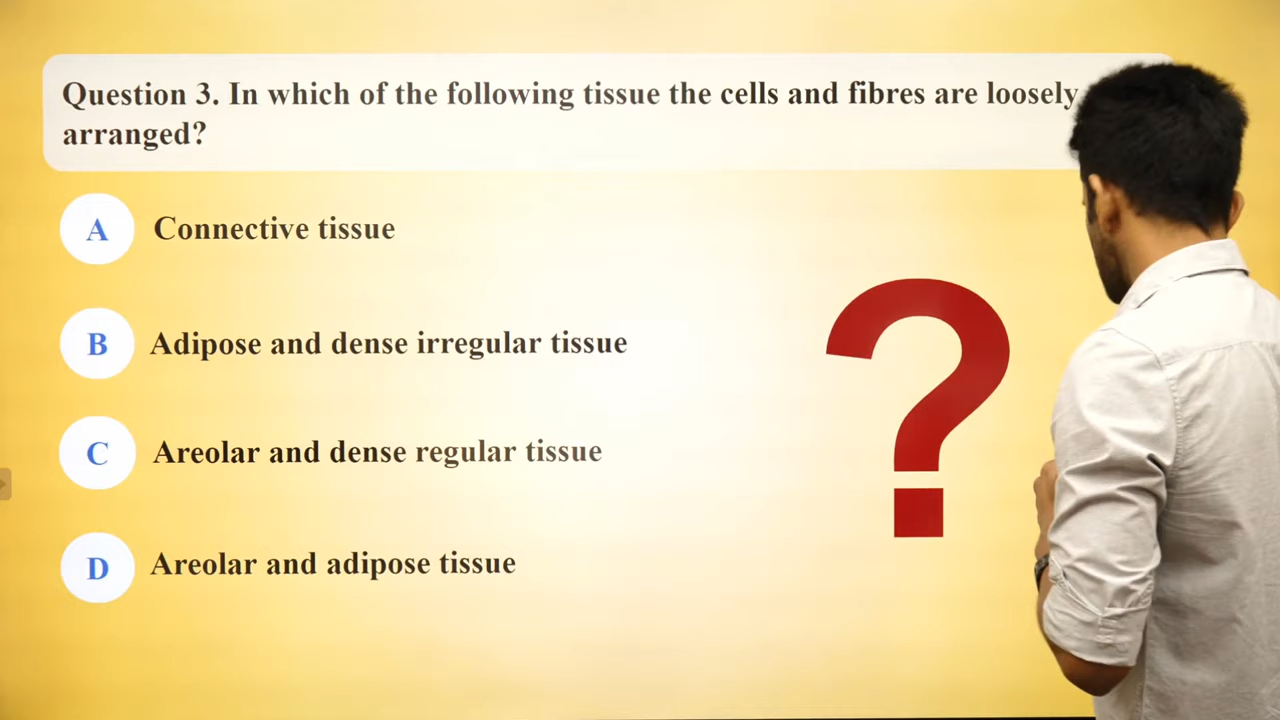 Question 3. In which of the following tissue the cells and fibres are loosely
arranged?
A Connective tissue
B Adipose and dense irregular tissue
C Areolar and dense regular tissue
D Areolar and adipose tissue
?